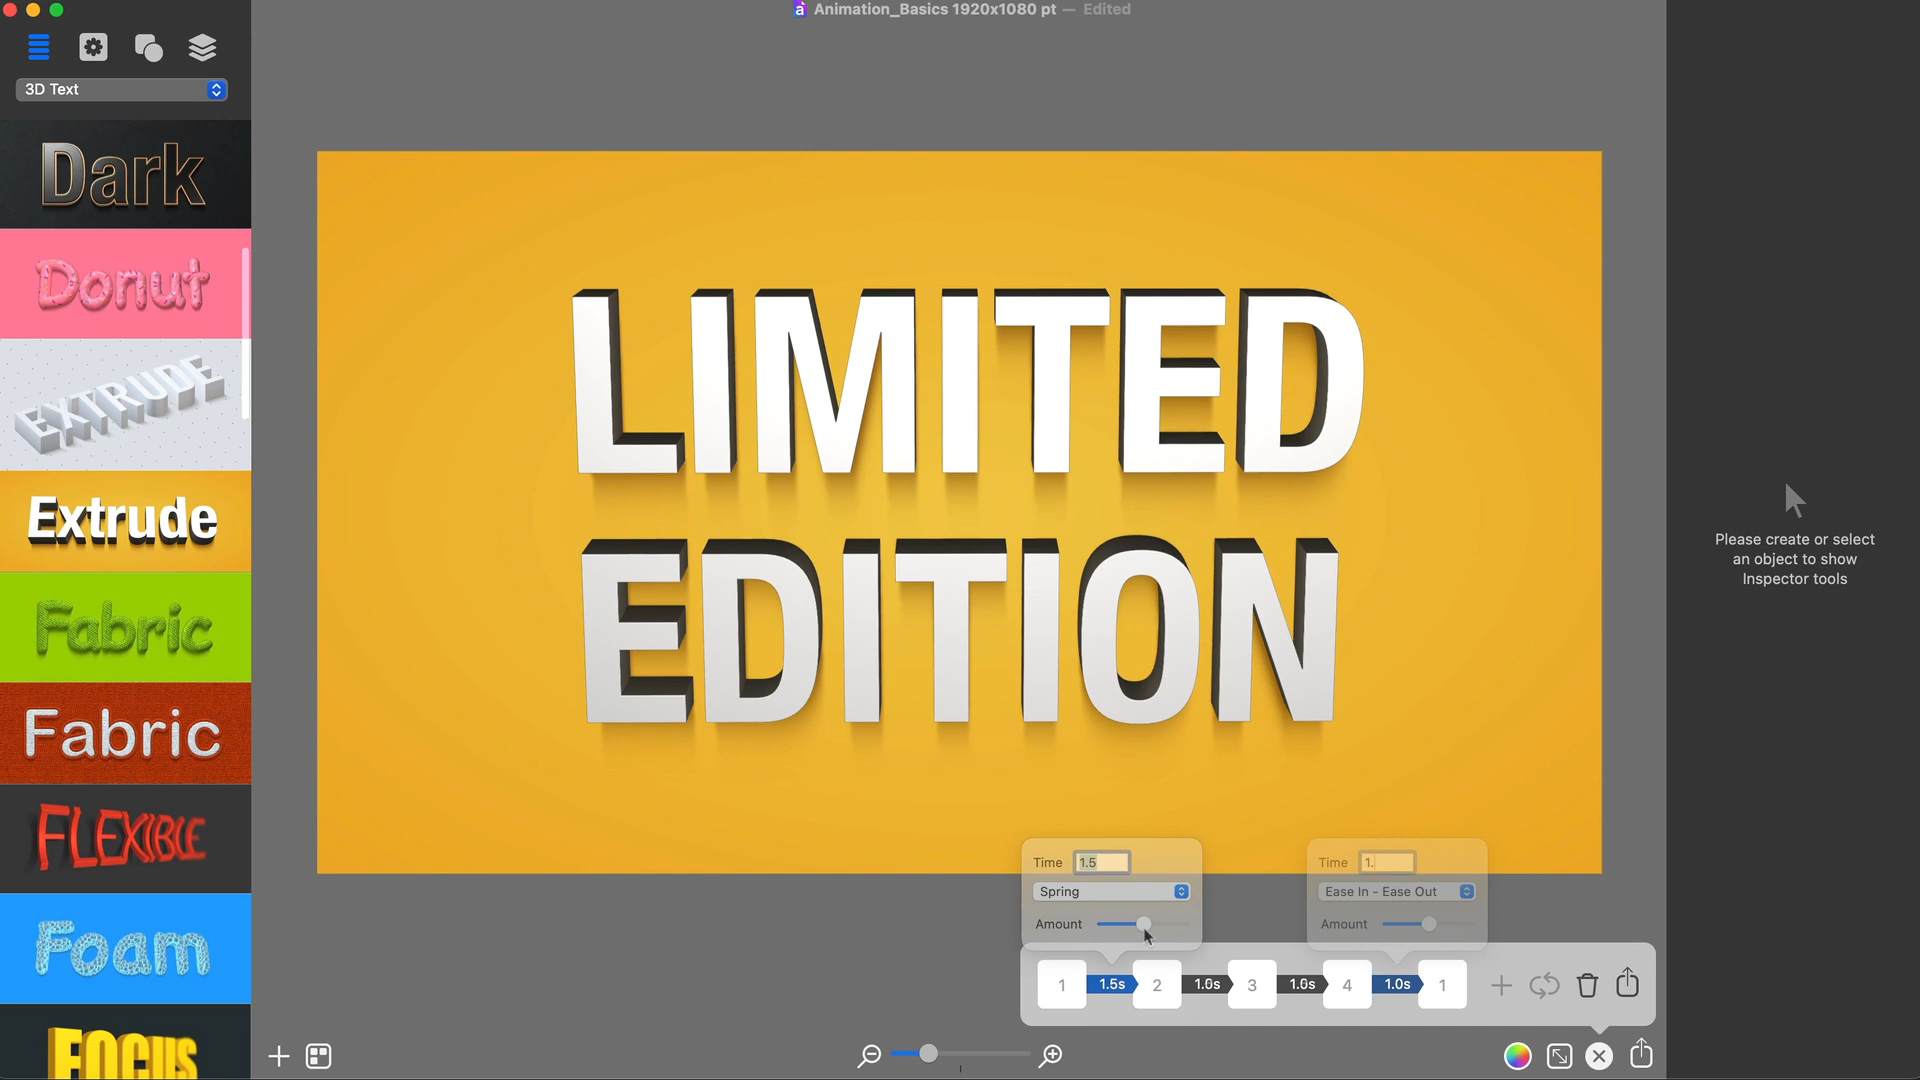 Animation_Basics 1920x1080 pt — Edited
3D Text
Dark
Donut
EXTRUDE
Extrude
Fabric
Fabric
FLEXIBLE
Foam
FOCUS
LIMITED
EDITION
Please create or select
an object to show
Inspector tools
Time 1.5
Spring
Amount
Time 1.
Ease In - Ease Out
Amount
1 1.5s 2 1.0s 3 1.0s 4 1.0s 1